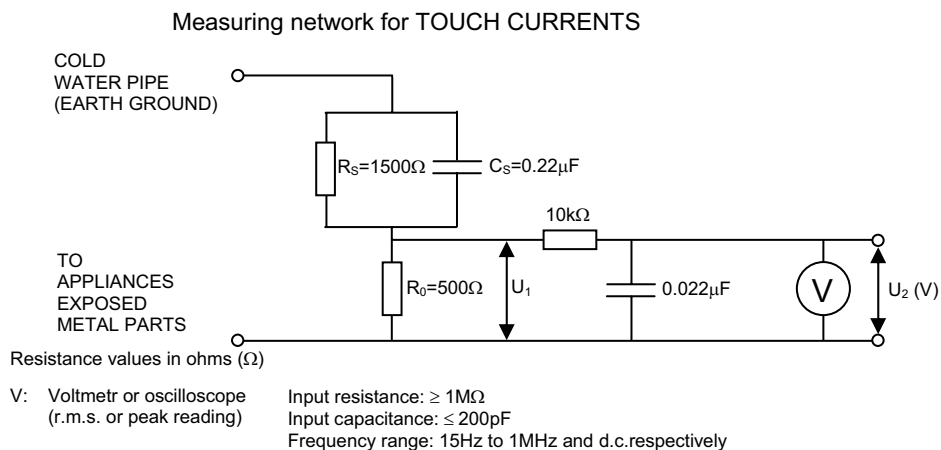 Measuring network for TOUCH CURRENTS
COLD
WATER PIPE
(EARTH GROUND)
RS=1500Ω
CS=0.22μF
10kΩ
TO
APPLIANCES
EXPOSED
METAL PARTS
R0=500Ω
U1
0.022μF
V
U2 (V)
Resistance values in ohms (Ω)
V: Voltmetr or oscilloscope
(r.m.s. or peak reading)
Input resistance: ≥ 1MΩ
Input capacitance: ≤ 200pF
Frequency range: 15Hz to 1MHz and d.c.respectively